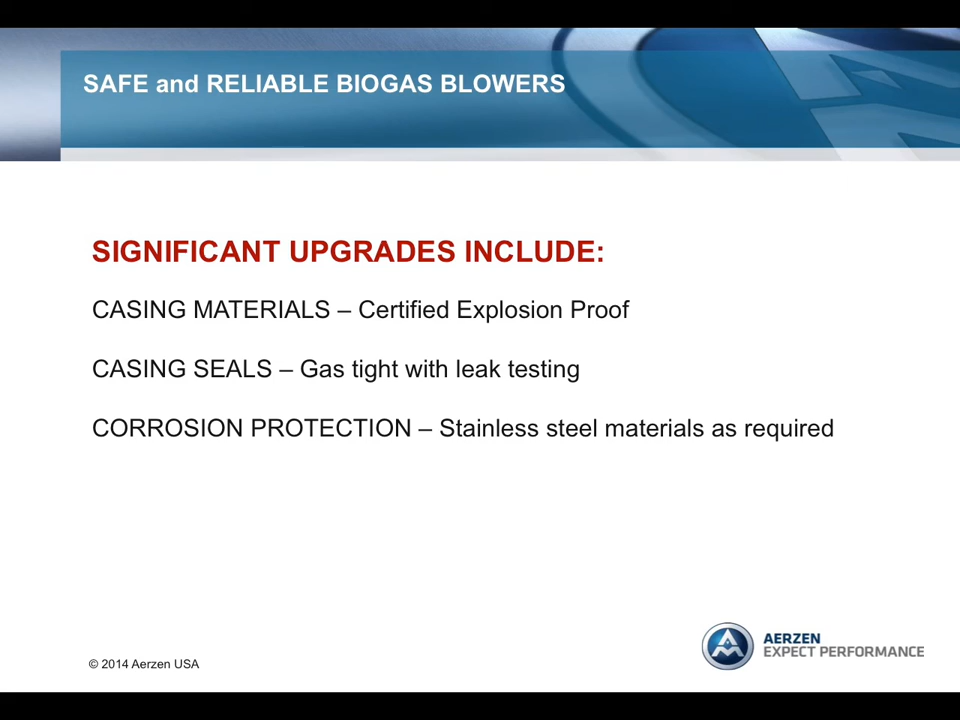 SAFE and RELIABLE BIOGAS BLOWERS
SIGNIFICANT UPGRADES INCLUDE:
CASING MATERIALS – Certified Explosion Proof
CASING SEALS – Gas tight with leak testing
CORROSION PROTECTION – Stainless steel materials as required
© 2014 Aerzen USA
AERZEN
EXPECT PERFORMANCE